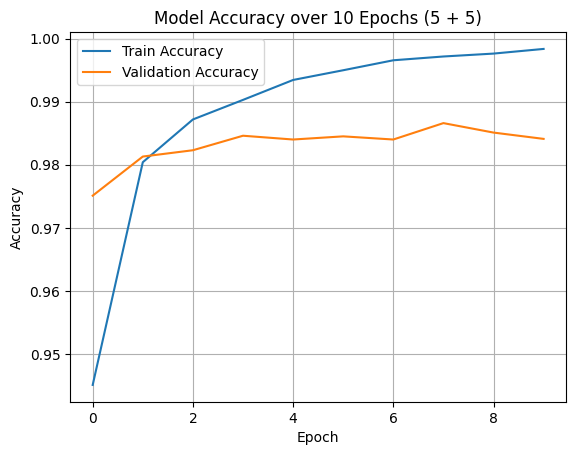 Model Accuracy over 10 Epochs (5 + 5)
1.00
Train Accuracy
Validation Accuracy
0.99
0.98
0.97
0.96
0.95
Accuracy
0 2 4 6 8
Epoch